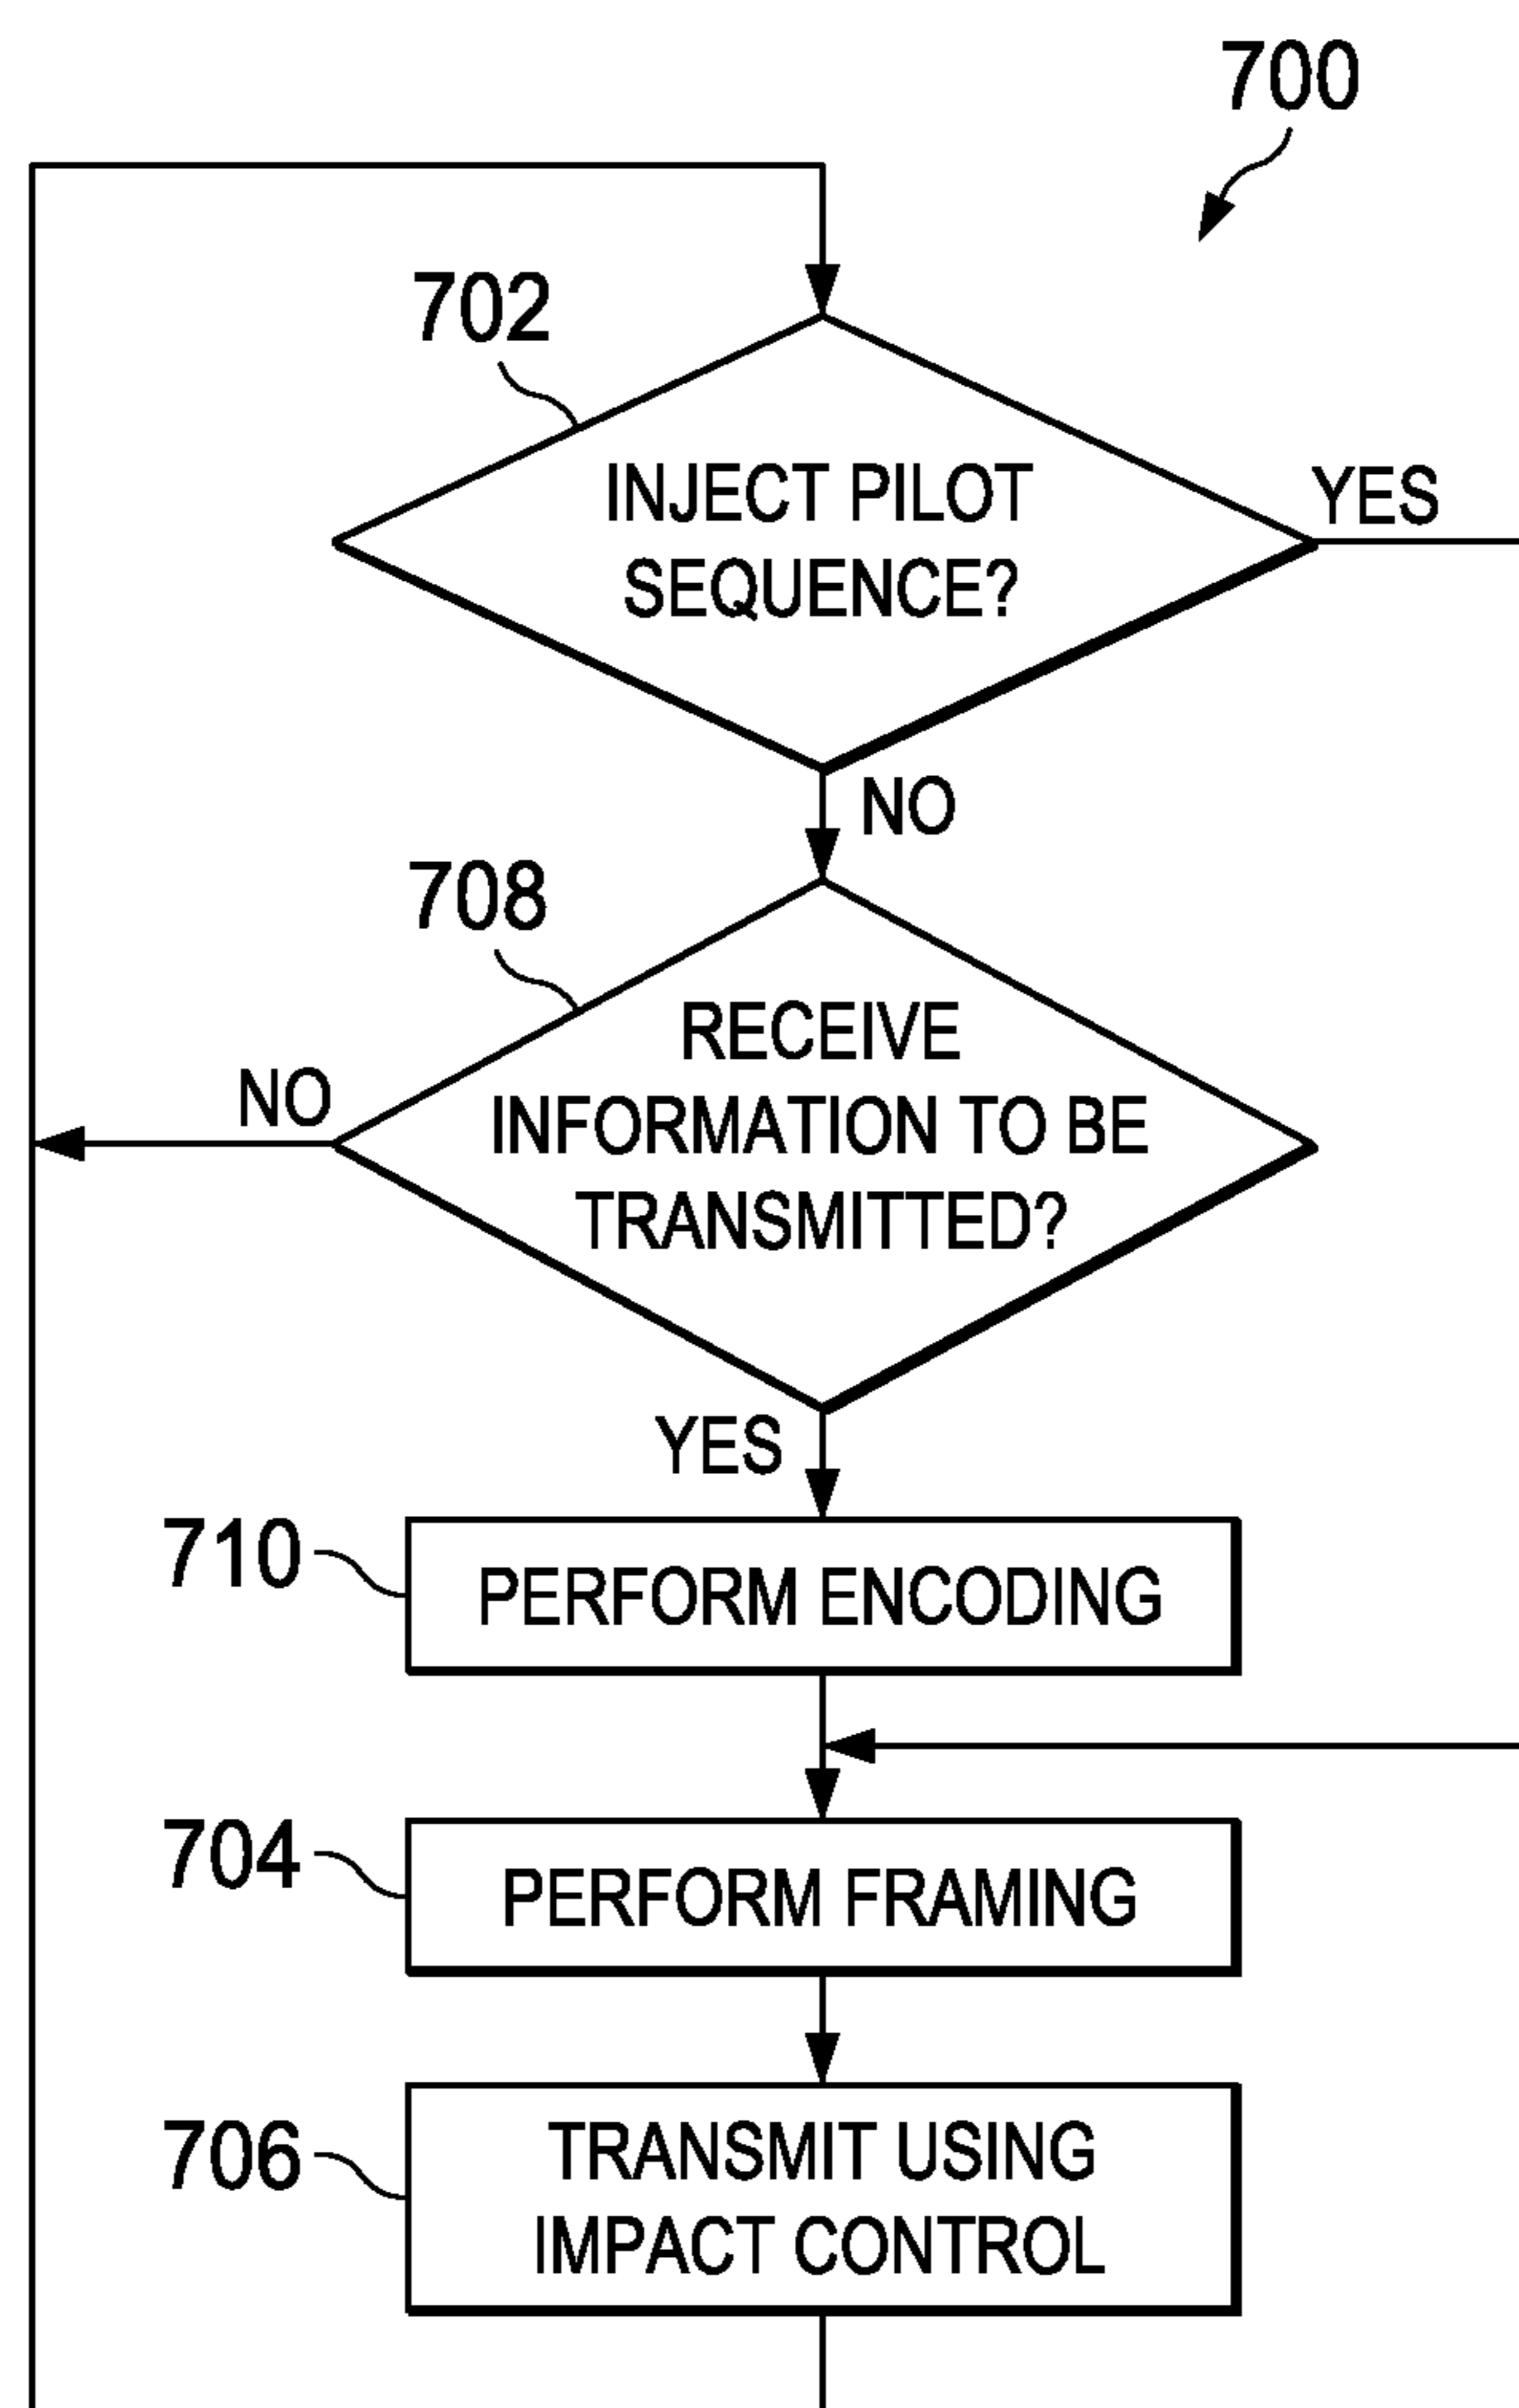 700
702
INJECT PILOT
SEQUENCE?
YES
NO
708
RECEIVE
INFORMATION TO BE
TRANSMITTED?
NO
YES
710
PERFORM ENCODING
704
PERFORM FRAMING
706
TRANSMIT USING
IMPACT CONTROL